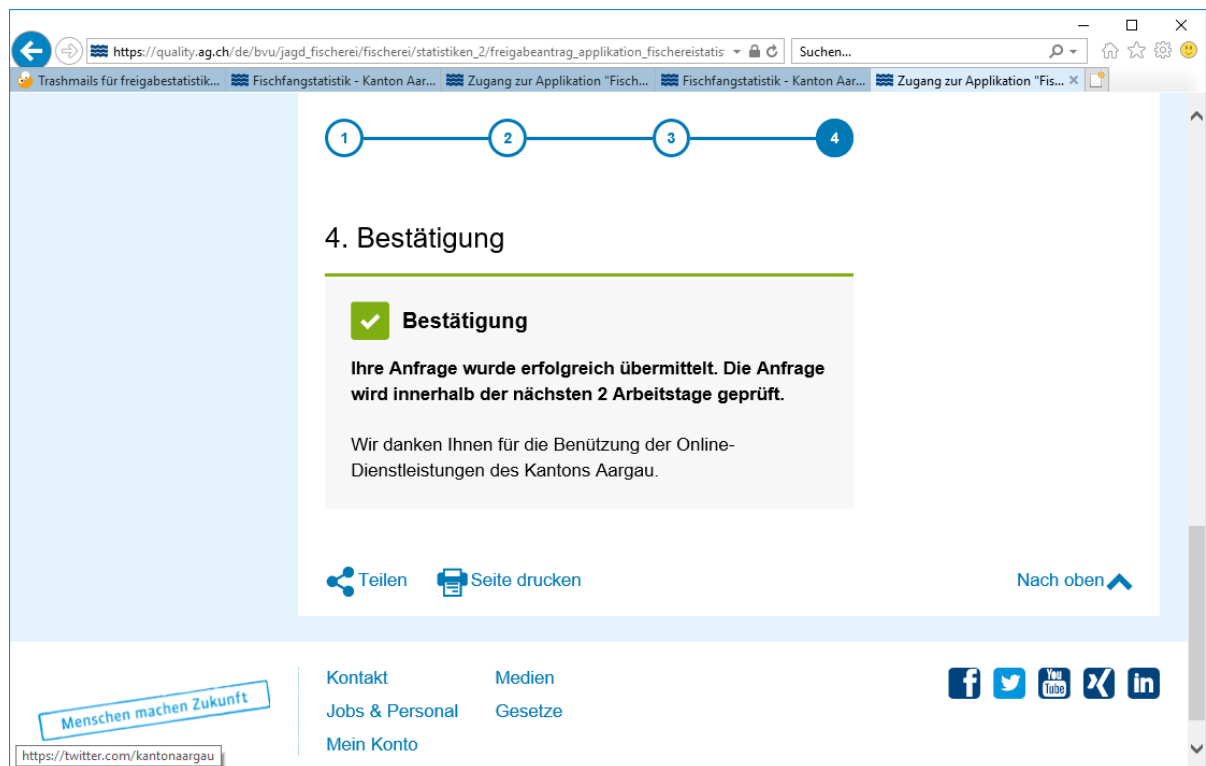 https://quality.ag.ch/de/bvu/jagd_fischerei/fischerei/statistiken_2/freigabeantrag_applikation_fischereistatis
Suchen...
Trashmails für freigabestatistik...
Fischfangstatistik - Kanton Aar...
Zugang zur Applikation "Fisch...
Fischfangstatistik - Kanton Aar...
Zugang zur Applikation "Fis...
1
2
3
4
4. Bestätigung
Bestätigung
Ihre Anfrage wurde erfolgreich übermittelt. Die Anfrage
wird innerhalb der nächsten 2 Arbeitstage geprüft.
Wir danken Ihnen für die Benützung der Online-
Dienstleistungen des Kantons Aargau.
Teilen
Seite drucken
Nach oben
Menschen machen Zukunft
Kontakt
Medien
Jobs & Personal
Gesetze
Mein Konto
You
Tube
in
https://twitter.com/kantonaargau